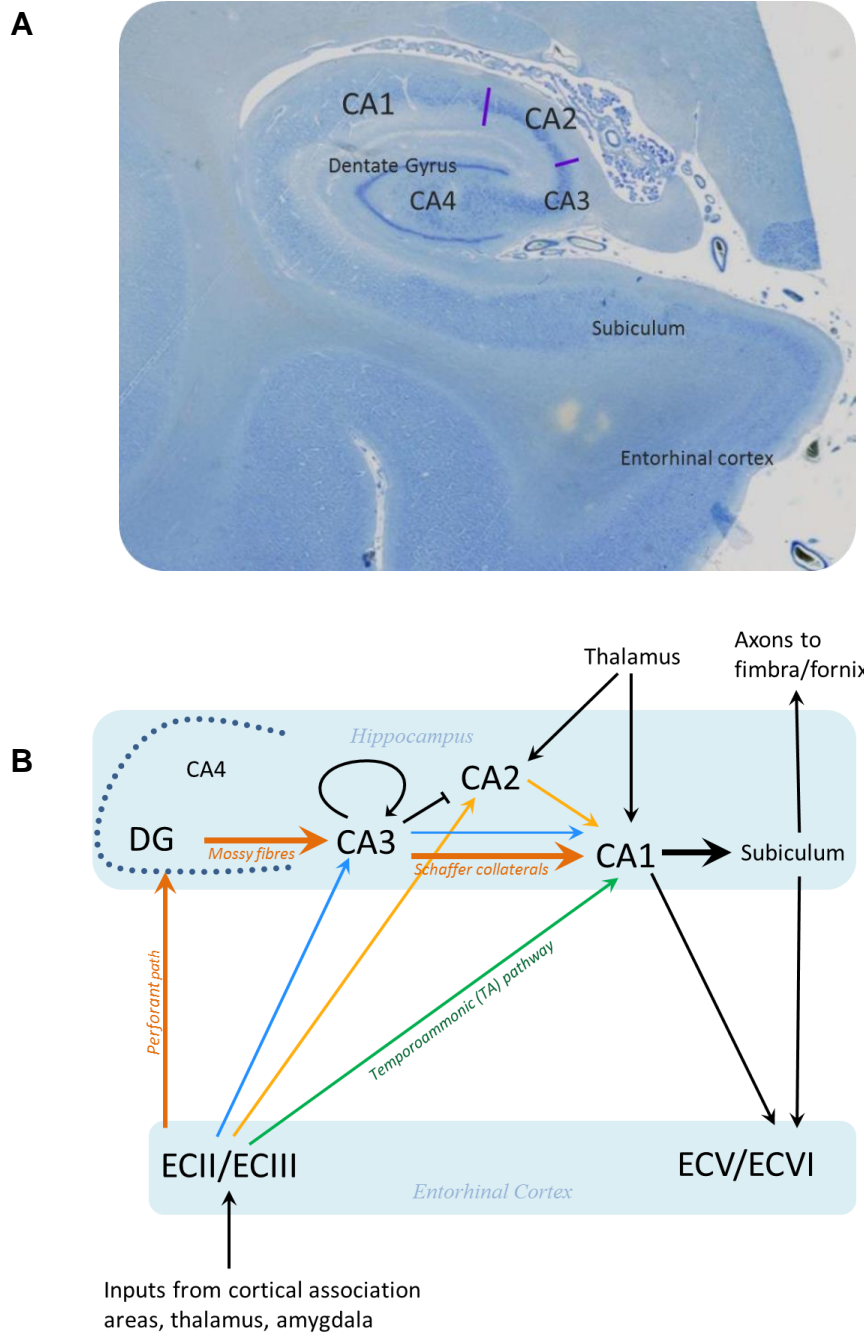 A
CA1
CA2
Dentate Gyrus
CA4
CA3
Subiculum
Entorhinal cortex
Thalamus
Axons to
fimbra/fornix
B
Hippocampus
CA4
CA2
DG
Mossy fibres
CA3
Schaffer collaterals
CA1
Subiculum
Perforant path
Temporoammonic (TA) pathway
ECII/ECIII
ECV/ECVI
Entorhinal Cortex
Inputs from cortical association
areas, thalamus, amygdala